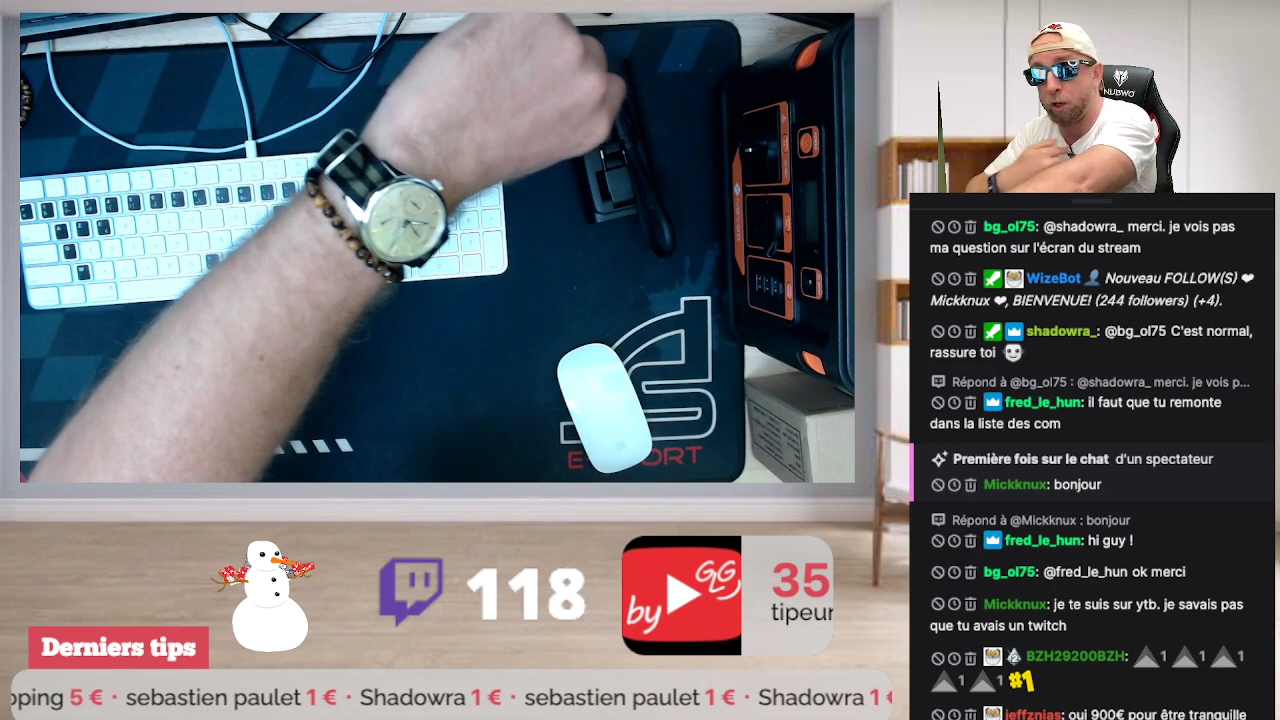 NUBWO
bg_ol75: @shadowra_ merci. je vois pas
ma question sur l'écran du stream
WizeBot Nouveau FOLLOW(S) ❤
Mickknux ❤, BIENVENUE! (244 followers) (+4).
shadowra_: @bg_ol75 C'est normal,
rassure toi
Répond à @bg_ol75 : @shadowra_ merci. je vois p...
fred_le_hun: il faut que tu remonte
dans la liste des com
Première fois sur le chat d'un spectateur
Mickknux: bonjour
Répond à @Mickknux : bonjour
fred_le_hun: hi guy !
bg_ol75: @fred_le_hun ok merci
Mickknux: je te suis sur ytb. je savais pas
que tu avais un twitch
BZH29200BZH: 1 1 1
1 1 #1
jeffznias: oui 900€ pour être tranquille
118
by GG
35
tipeur
Derniers tips
pping 5 € · sebastien paulet 1 € · Shadowra 1 € · sebastien paulet 1 € · Shadowra 1 €